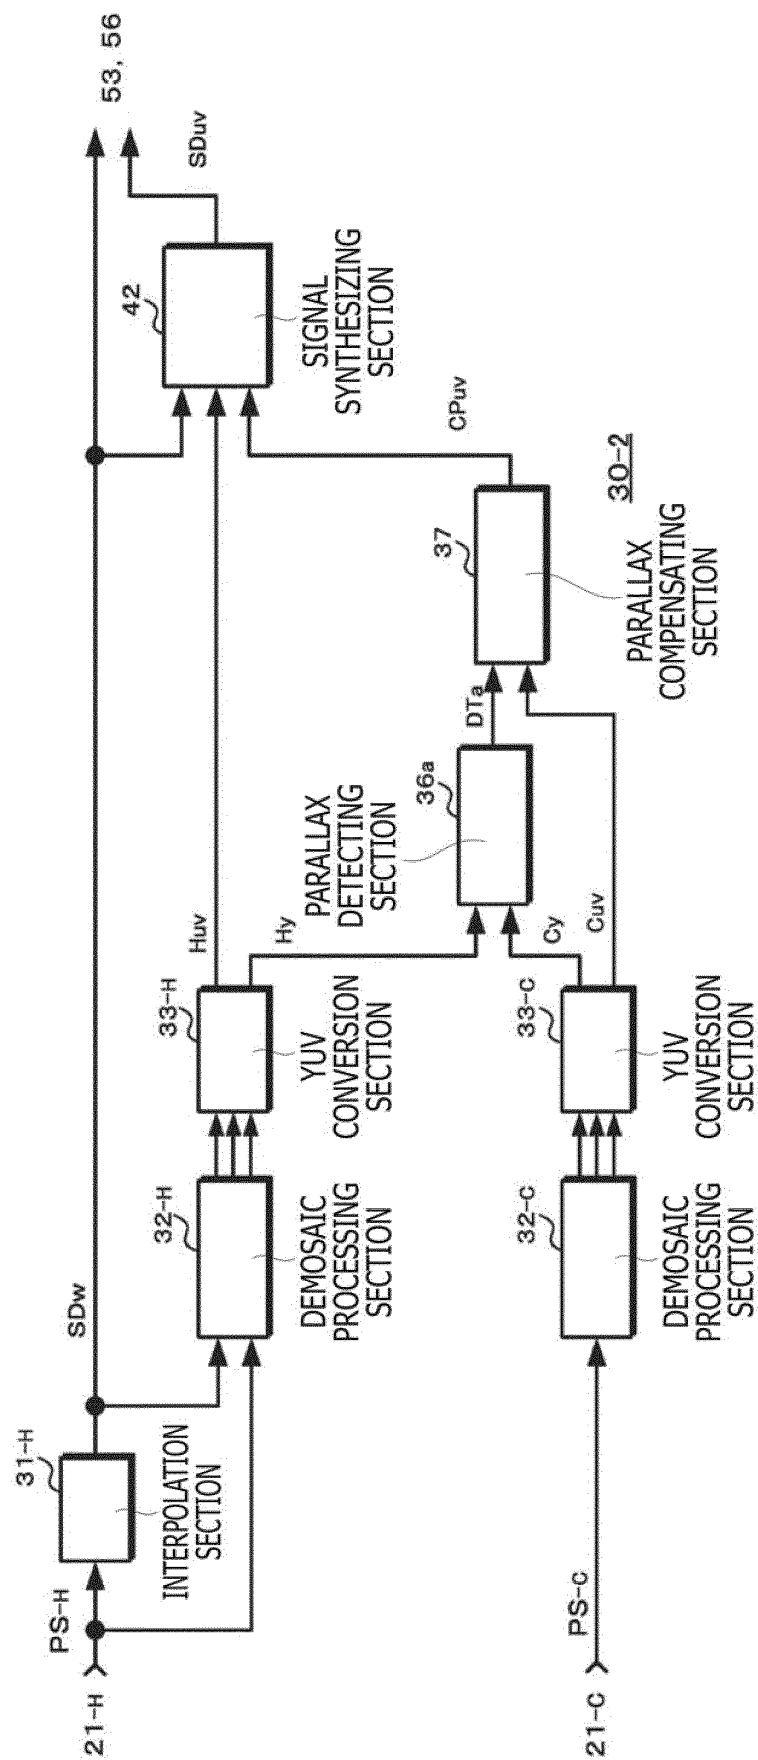 21-H
PS-H
31-H
INTERPOLATION
SECTION
SDw
32-H
DEMOSAIC
PROCESSING
SECTION
33-H
YUV
CONVERSION
SECTION
Huv
Hy
PARALLAX
DETECTING
SECTION
36a
DTa
37
PARALLAX
COMPENSATING
SECTION
CPuv
42
SIGNAL
SYNTHESIZING
SECTION
SDuv
53, 56
21-C
PS-C
32-C
DEMOSAIC
PROCESSING
SECTION
33-C
YUV
CONVERSION
SECTION
Cy
Cuv
30-2